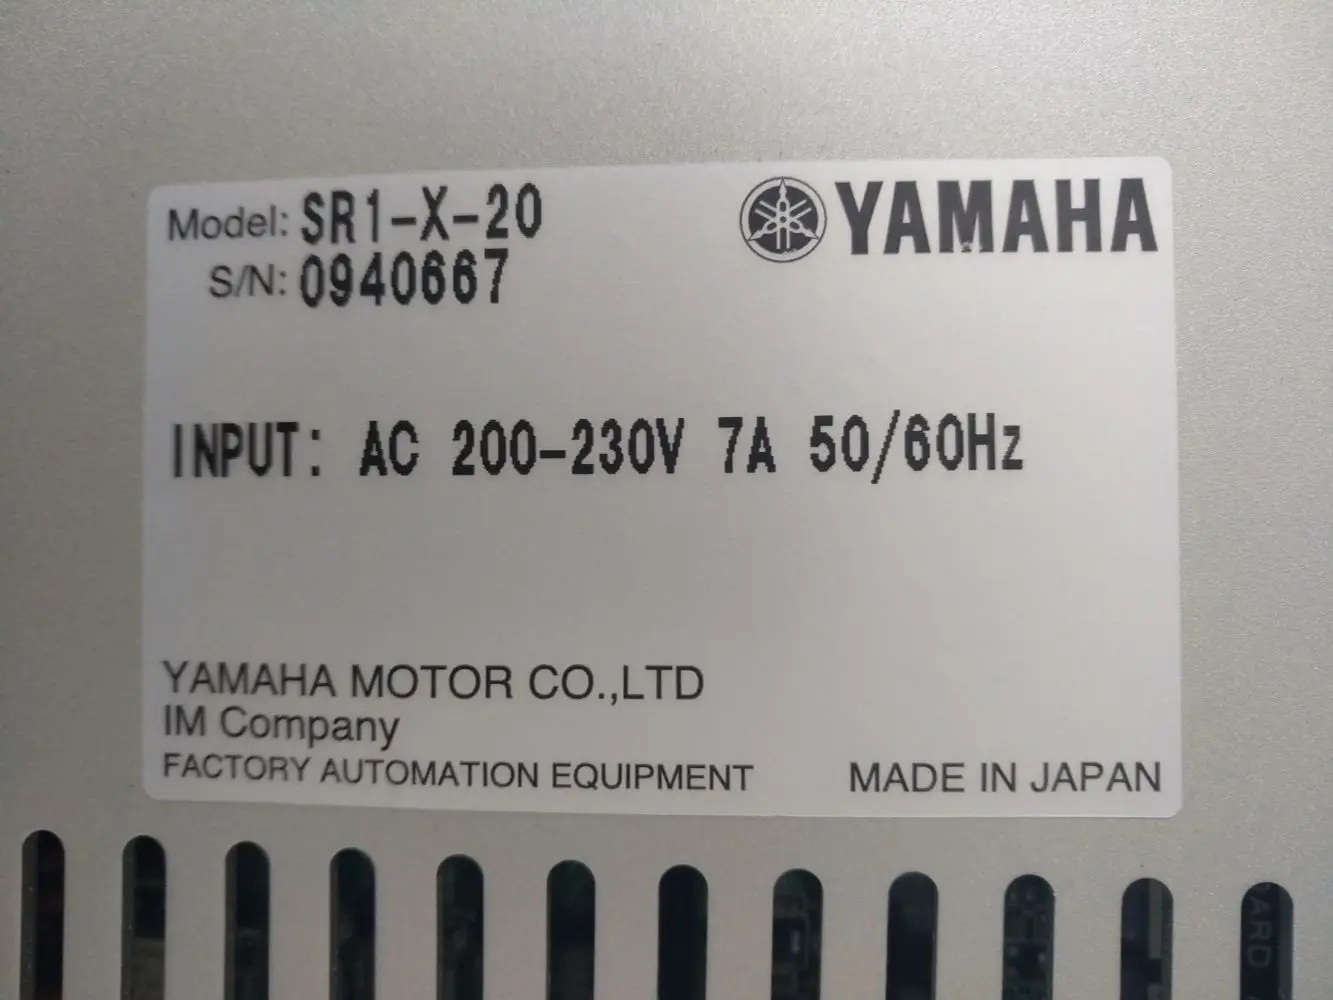 Model: SR1-X-20
YAMAHA
S/N: 0940667
INPUT: AC 200-230V 7A 50/60Hz
YAMAHA MOTOR CO.,LTD
IM Company
FACTORY AUTOMATION EQUIPMENT
MADE IN JAPAN
ARD